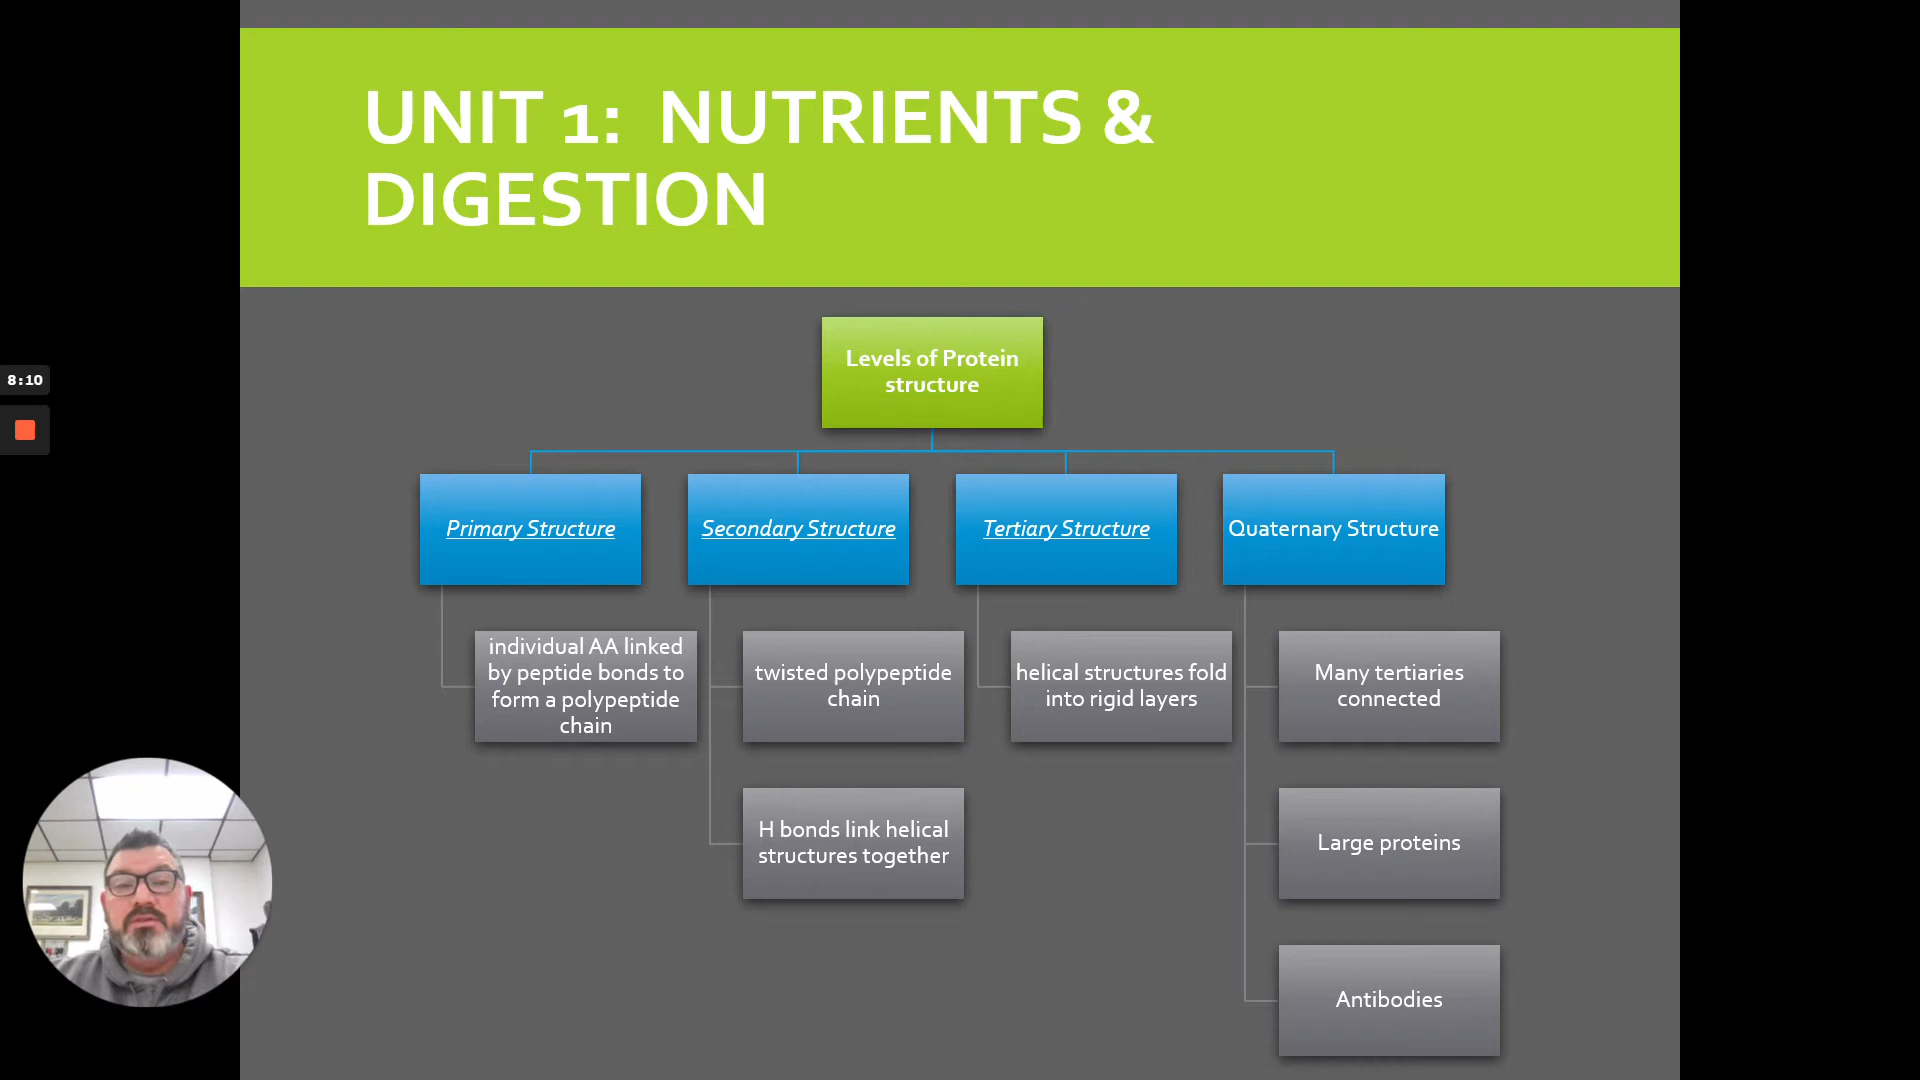 UNIT 1: NUTRIENTS &
DIGESTION
Levels of Protein
structure
8:10
Primary Structure
Secondary Structure
Tertiary Structure
Quaternary Structure
individual AA linked
by peptide bonds to
form a polypeptide
chain
twisted polypeptide
chain
helical structures fold
into rigid layers
Many tertiaries
connected
H bonds link helical
structures together
Large proteins
Antibodies